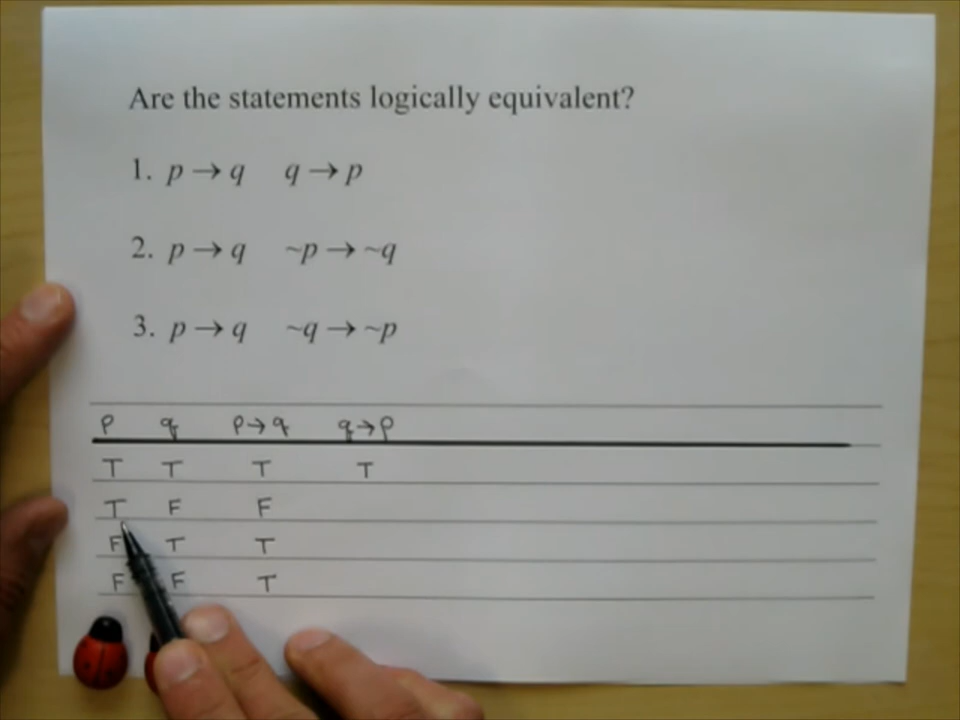 Are the statements logically equivalent?
1. p → q q → p
2. p → q ~p → ~q
3. p → q ~q → ~p
p q p→q q→p
T T T T
T F F
F T T
F F T